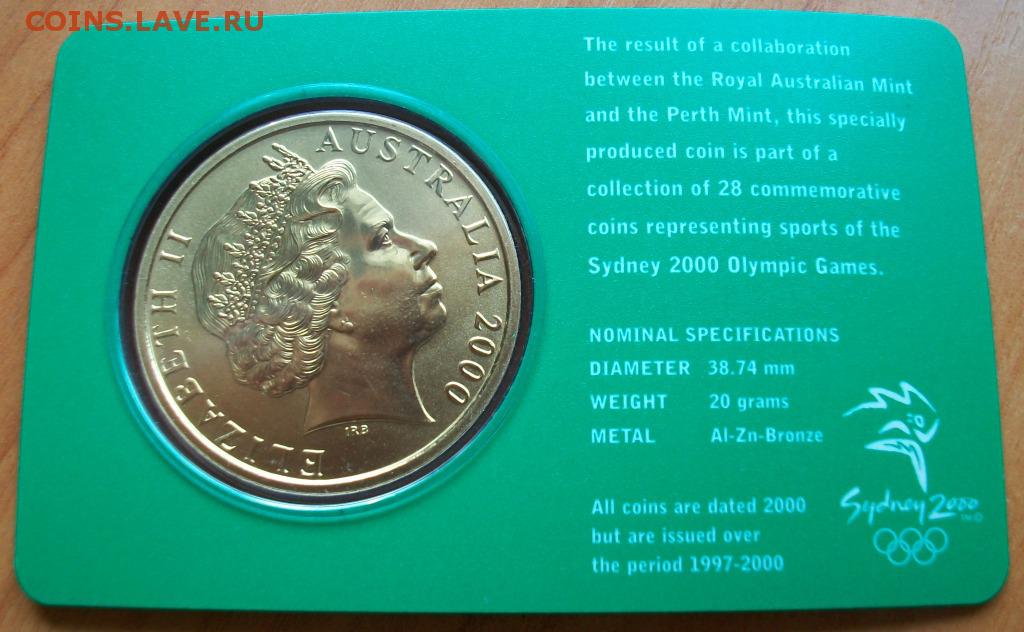 COINS.LAVE.RU
The result of a collaboration
between the Royal Australian Mint
and the Perth Mint, this specially
produced coin is part of a
collection of 28 commemorative
coins representing sports of the
Sydney 2000 Olympic Games.
NOMINAL SPECIFICATIONS
DIAMETER 38.74 mm
WEIGHT 20 grams
METAL Al-Zn-Bronze
All coins are dated 2000
but are issued over
the period 1997-2000
Sydney 2000
TM©
ELIZABETH II AUSTRALIA 2000
IRB